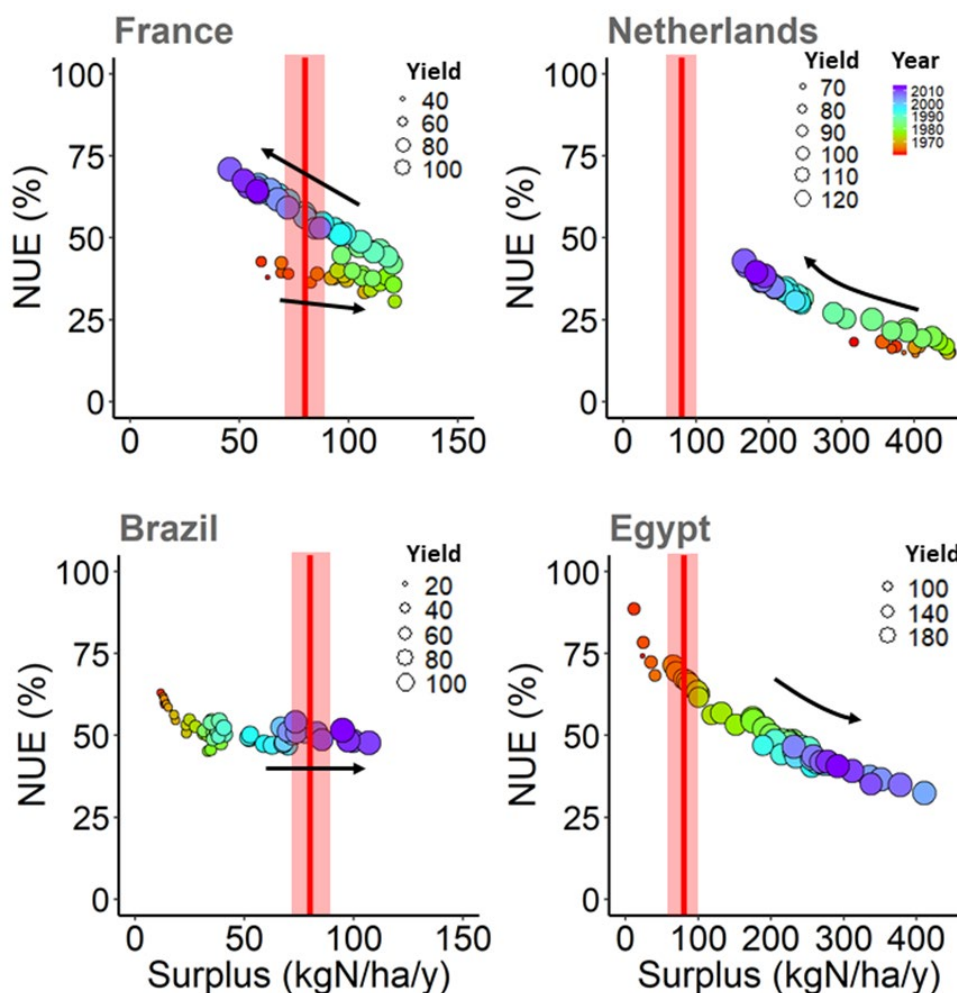 France
NUE (%)
100
75
50
25
0
0 50 100 150
Yield
40
60
80
100
Netherlands
NUE (%)
100
75
50
25
0
0 100 200 300 400
Yield
70
80
90
100
110
120
Year
2010
2000
1990
1980
1970
Brazil
NUE (%)
100
75
50
25
0
0 50 100 150
Surplus (kgN/ha/y)
Yield
20
40
60
80
100
Egypt
NUE (%)
100
75
50
25
0
0 100 200 300 400
Surplus (kgN/ha/y)
Yield
100
140
180